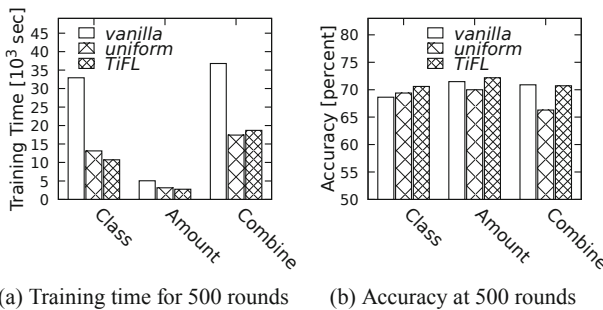 Training Time [10³ sec]
45
40
35
30
25
20
15
10
5
0
vanilla
uniform
TiFL
Class
Amount
Combine
Accuracy [percent]
80
75
70
65
60
55
50
vanilla
uniform
TiFL
Class
Amount
Combine
a) Training time for 500 rounds
(b) Accuracy at 500 rounds